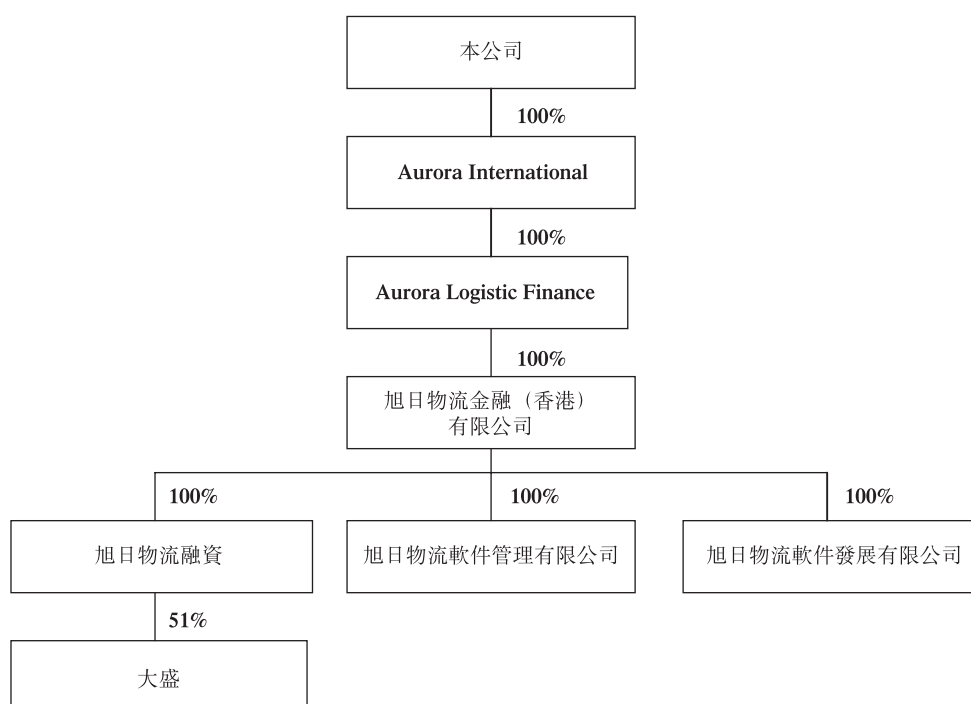 本公司
100%
Aurora International
100%
Aurora Logistic Finance
100%
旭日物流金融（香港）
有限公司
100%
100%
100%
旭日物流融資
旭日物流軟件管理有限公司
旭日物流軟件發展有限公司
51%
大盛